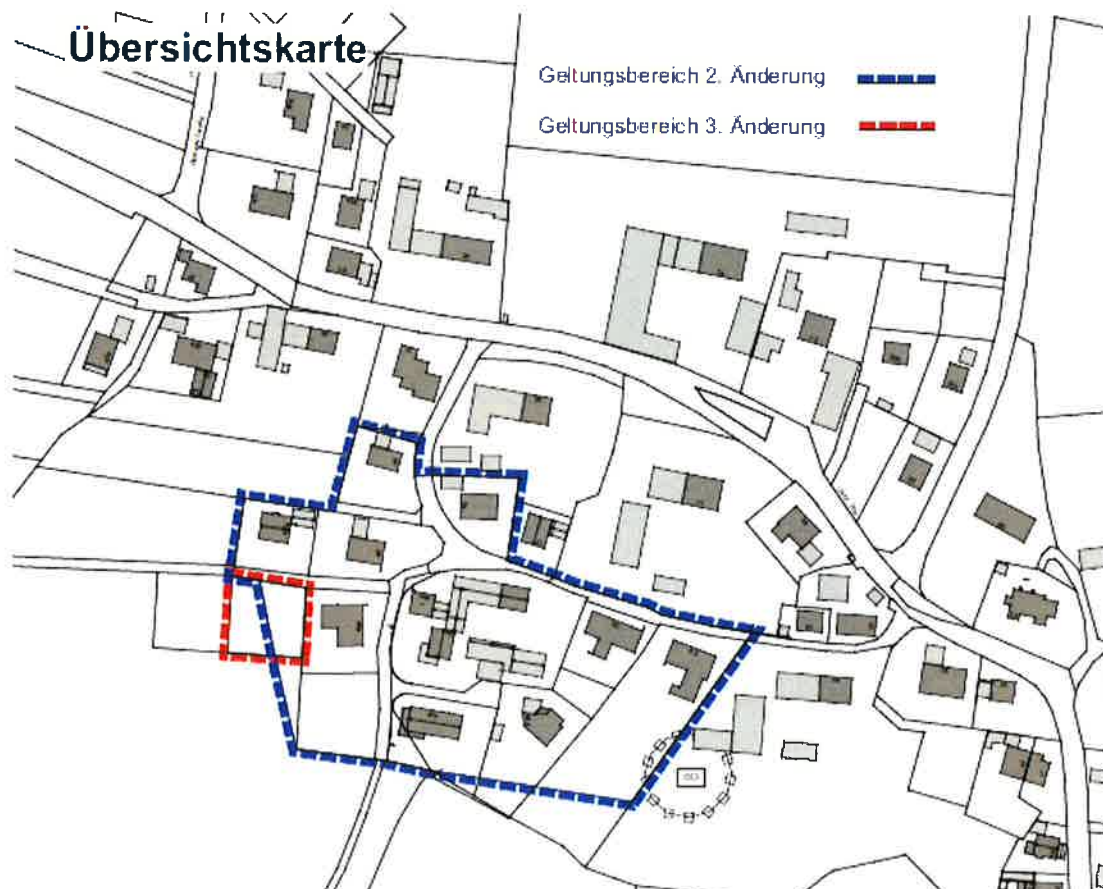 Übersichtskarte
Geltungsbereich 2. Änderung
Geltungsbereich 3. Änderung